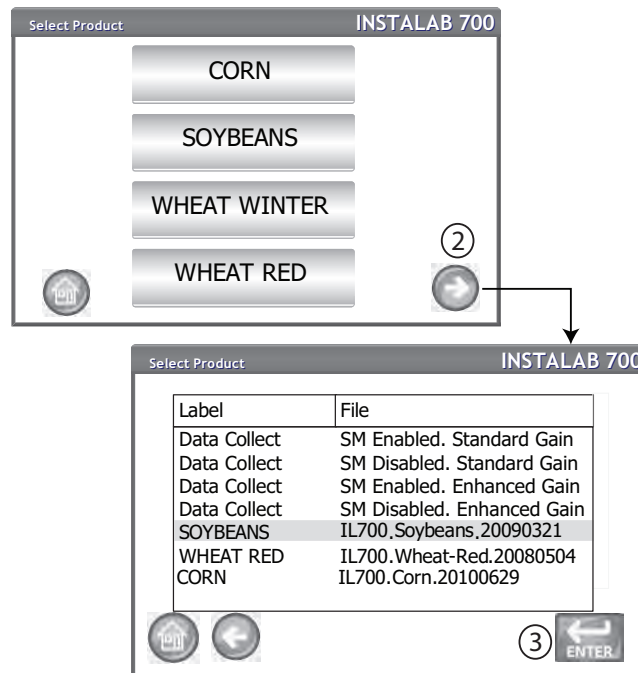 Select Product INSTALAB 700
CORN
SOYBEANS
WHEAT WINTER
WHEAT RED
2
Select Product INSTALAB 700
Label File
Data Collect SM Enabled. Standard Gain
Data Collect SM Disabled. Standard Gain
Data Collect SM Enabled. Enhanced Gain
Data Collect SM Disabled. Enhanced Gain
SOYBEANS IL700.Soybeans.20090321
WHEAT RED IL700.Wheat-Red.20080504
CORN IL700.Corn.20100629
3 ENTER